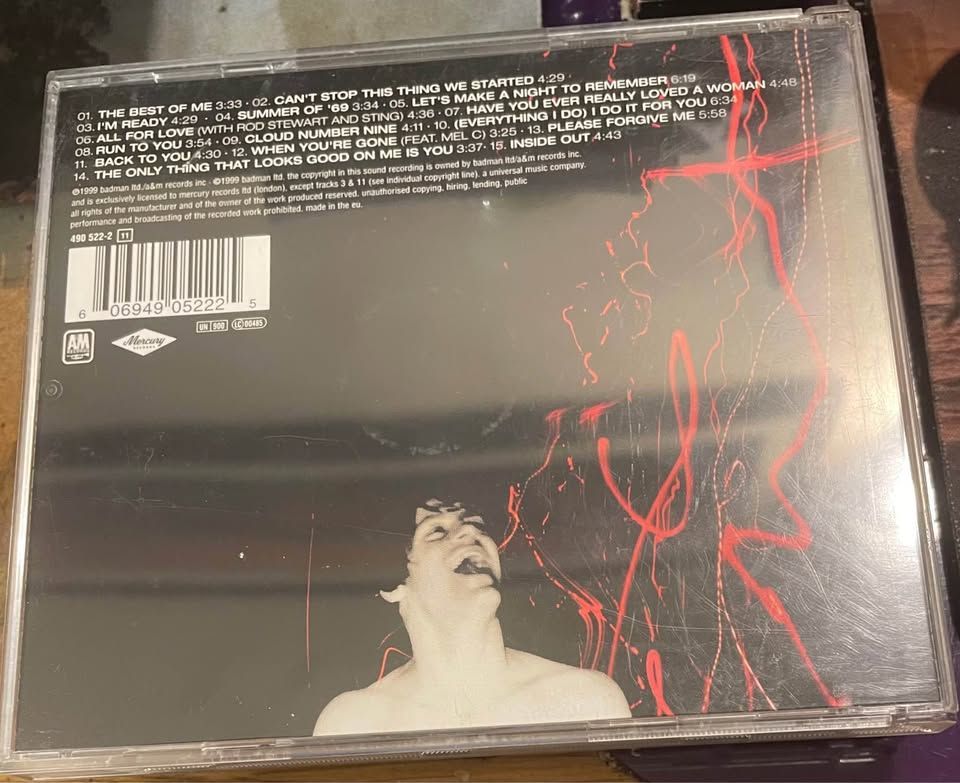 01. THE BEST OF ME 3:33 · 02. CAN'T STOP THIS THING WE STARTED 4:29 ·
03. I'M READY 4:29 · 04. SUMMER OF '69 3:34 · 05. LET'S MAKE A NIGHT TO REMEMBER 6:19
06. ALL FOR LOVE (WITH ROD STEWART AND STING) 4:36 · 07. HAVE YOU EVER REALLY LOVED A WOMAN 4:48
08. RUN TO YOU 3:54 · 09. CLOUD NUMBER NINE 4:11 · 10. (EVERYTHING I DO) I DO IT FOR YOU 6:34
11. BACK TO YOU 4:30 · 12. WHEN YOU'RE GONE (FEAT. MEL C) 3:25 · 13. PLEASE FORGIVE ME 5:58
14. THE ONLY THING THAT LOOKS GOOD ON ME IS YOU 3:37 · 15. INSIDE OUT 4:43
℗1999 badman ltd./a&m records inc · ©1999 badman ltd. the copyright in this sound recording is owned by badman ltd/a&m records inc.
and is exclusively licensed to mercury records ltd (london), except tracks 3 & 11 (see individual copyright line). a universal music company.
all rights of the manufacturer and of the owner of the work produced reserved. unauthorised copying, hiring, lending, public
performance and broadcasting of the recorded work prohibited. made in the eu.
490 522-2 11
6 06949 05222 5
AM RECORDS
Mercury RECORDS
UN 900 LC 00485